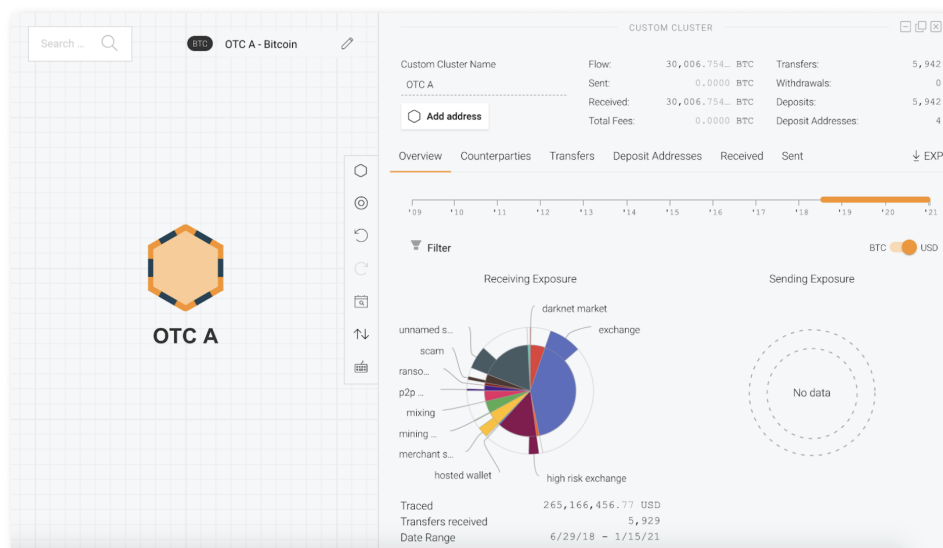 Search ...
BTC OTC A - Bitcoin
OTC A
CUSTOM CLUSTER
Custom Cluster Name
OTC A
Add address
Flow: 30,006.754… BTC
Sent: 0.0000 BTC
Received: 30,006.754… BTC
Total Fees: 0.0000 BTC
Transfers: 5,942
Withdrawals: 0
Deposits: 5,942
Deposit Addresses: 4
Overview Counterparties Transfers Deposit Addresses Received Sent EXP
'09 '10 '11 '12 '13 '14 '15 '16 '17 '18 '19 '20 '21
Filter
BTC USD
Receiving Exposure
darknet market
exchange
unnamed s...
scam
ranso...
p2p ...
mixing
mining ...
merchant s...
hosted wallet
high risk exchange
Sending Exposure
No data
Traced 265,166,456.77 USD
Transfers received 5,929
Date Range 6/29/18 - 1/15/21